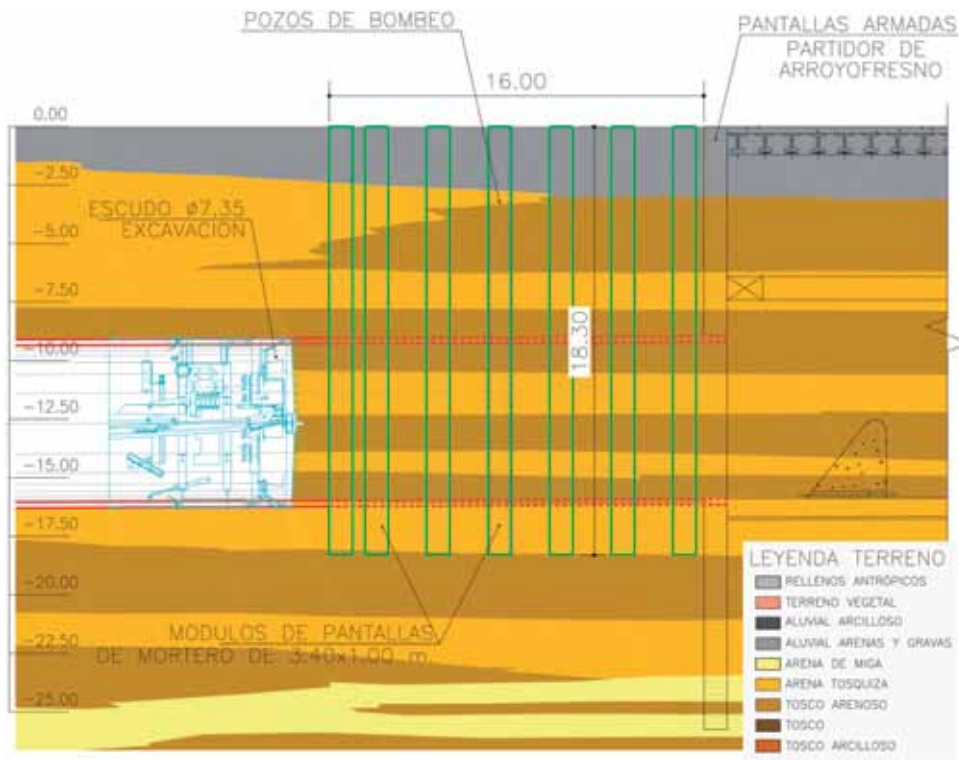 POZOS DE BOMBEO
PANTALLAS ARMADAS
PARTIDOR DE
ARROYOFRESNO
16.00
0.00
-2.50
ESCUDO ø7.35
EXCAVACIÓN
-5.00
-7.50
18.30
-10.00
-12.50
-15.00
-17.50
-20.00
MODULOS DE PANTALLAS
DE MORTERO DE 3.40x1.00 m.
-22.50
-25.00
LEYENDA TERRENO
RELLENOS ANTRÓPICOS
TERRENO VEGETAL
ALUVIAL ARCILLOSO
ALUVIAL ARENAS Y GRAVAS
ARENA DE MIGA
ARENA TOSQUIZA
TOSCO ARENOSO
TOSCO
TOSCO ARCILLOSO